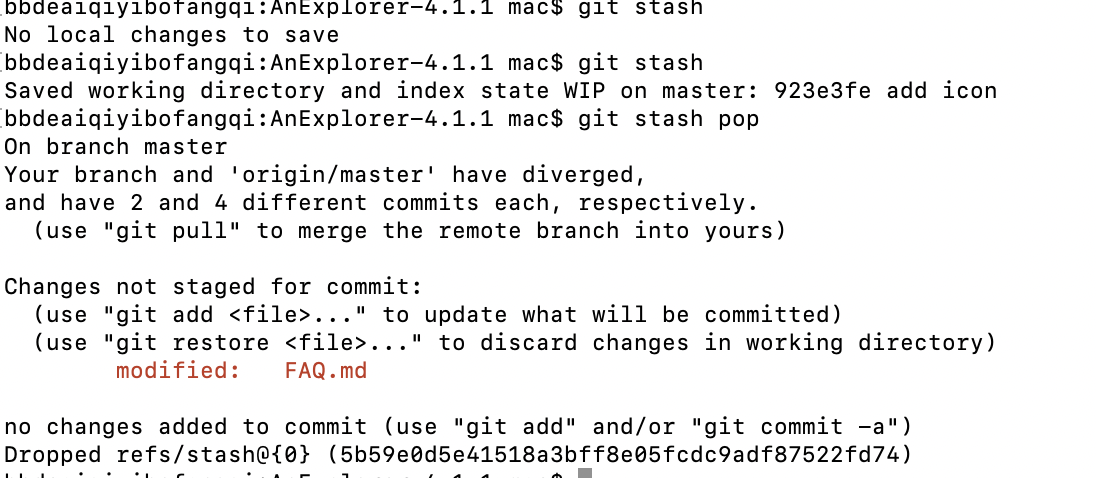 bbdeaiqiyibofangqi:AnExplorer-4.1.1 mac$ git stash
No local changes to save
bbdeaiqiyibofangqi:AnExplorer-4.1.1 mac$ git stash
Saved working directory and index state WIP on master: 923e3fe add icon
bbdeaiqiyibofangqi:AnExplorer-4.1.1 mac$ git stash pop
On branch master
Your branch and 'origin/master' have diverged,
and have 2 and 4 different commits each, respectively.
(use "git pull" to merge the remote branch into yours)
Changes not staged for commit:
(use "git add <file>..." to update what will be committed)
(use "git restore <file>..." to discard changes in working directory)
modified: FAQ.md
no changes added to commit (use "git add" and/or "git commit -a")
Dropped refs/stash@{0} (5b59e0d5e41518a3bff8e05fcdc9adf87522fd74)
bbdeaiqiyibofangqi:AnExplorer-4.1.1 mac$